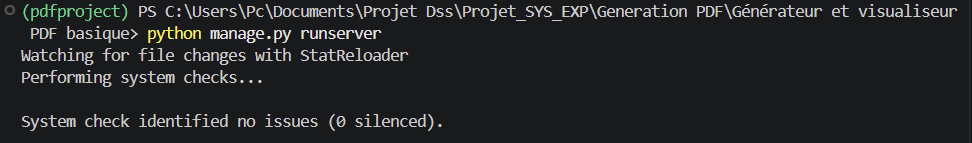 (pdfproject) PS C:\Users\Pc\Documents\Projet Dss\Projet_SYS_EXP\Generation PDF\Générateur et visualiseur
PDF basique> python manage.py runserver
Watching for file changes with StatReloader
Performing system checks...
System check identified no issues (0 silenced).